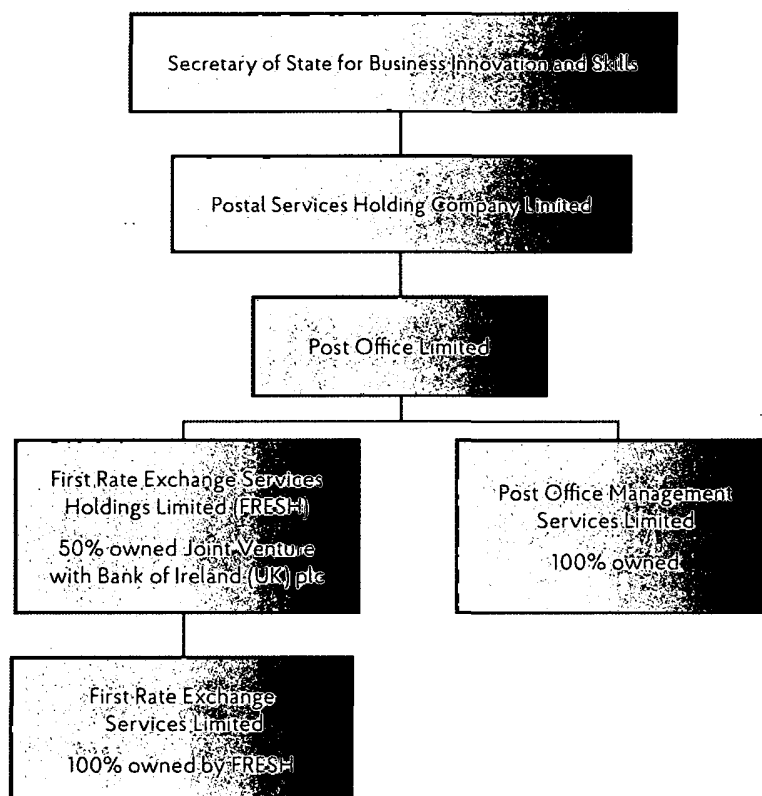 Secretary of State for Business Innovation and Skills
Postal Services Holding Company Limited
Post Office Limited
First Rate Exchange Services
Holdings Limited (FRESH)
50% owned Joint Venture
with Bank of Ireland (UK) plc
Post Office Management
Services Limited
100% owned
First Rate Exchange
Services Limited
100% owned by FRESH